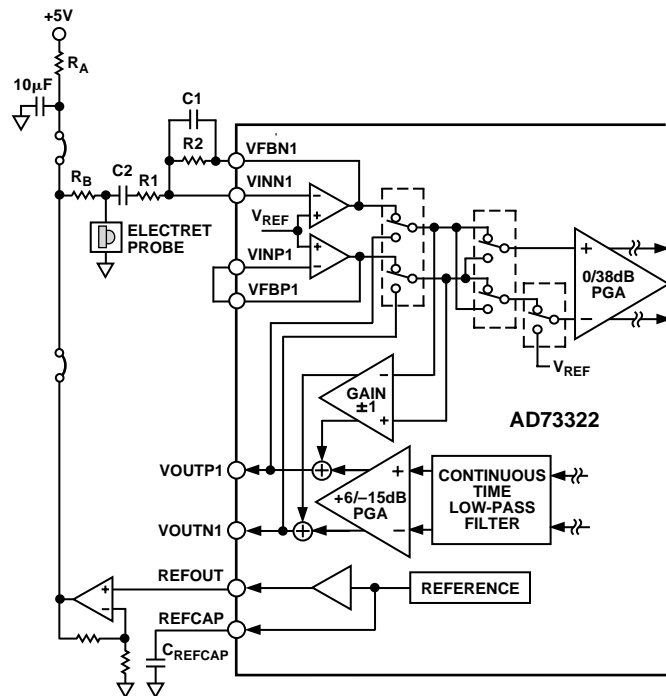 +5V
RA
10μF
C1
R2
VFBN1
RB
C2
R1
VINN1
VREF
ELECTRET
PROBE
VINP1
VFBP1
0/38dB
PGA
VREF
GAIN
±1
AD73322
VOUTP1
+6/–15dB
PGA
CONTINUOUS
TIME
LOW-PASS
FILTER
VOUTN1
REFOUT
REFERENCE
REFCAP
CREFCAP